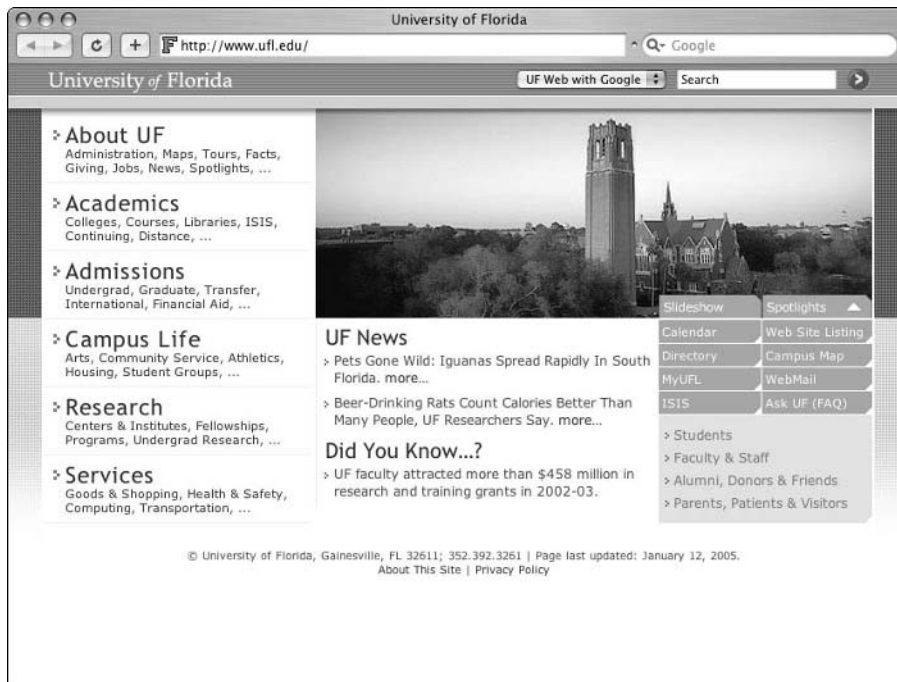 University of Florida
http://www.ufl.edu/
Google
University of Florida
UF Web with Google
Search
About UF
Administration, Maps, Tours, Facts,
Giving, Jobs, News, Spotlights, ...
Academics
Colleges, Courses, Libraries, ISIS,
Continuing, Distance, ...
Admissions
Undergrad, Graduate, Transfer,
International, Financial Aid, ...
Campus Life
Arts, Community Service, Athletics,
Housing, Student Groups, ...
Research
Centers & Institutes, Fellowships,
Programs, Undergrad Research, ...
Services
Goods & Shopping, Health & Safety,
Computing, Transportation, ...
UF News
Pets Gone Wild: Iguanas Spread Rapidly In South
Florida. more...
Beer-Drinking Rats Count Calories Better Than
Many People, UF Researchers Say. more...
Did You Know...?
UF faculty attracted more than $458 million in
research and training grants in 2002-03.
Slideshow Spotlights
Calendar Web Site Listing
Directory Campus Map
MyUFL WebMail
ISIS Ask UF (FAQ)
Students
Faculty & Staff
Alumni, Donors & Friends
Parents, Patients & Visitors
© University of Florida, Gainesville, FL 32611; 352.392.3261 | Page last updated: January 12, 2005.
About This Site | Privacy Policy